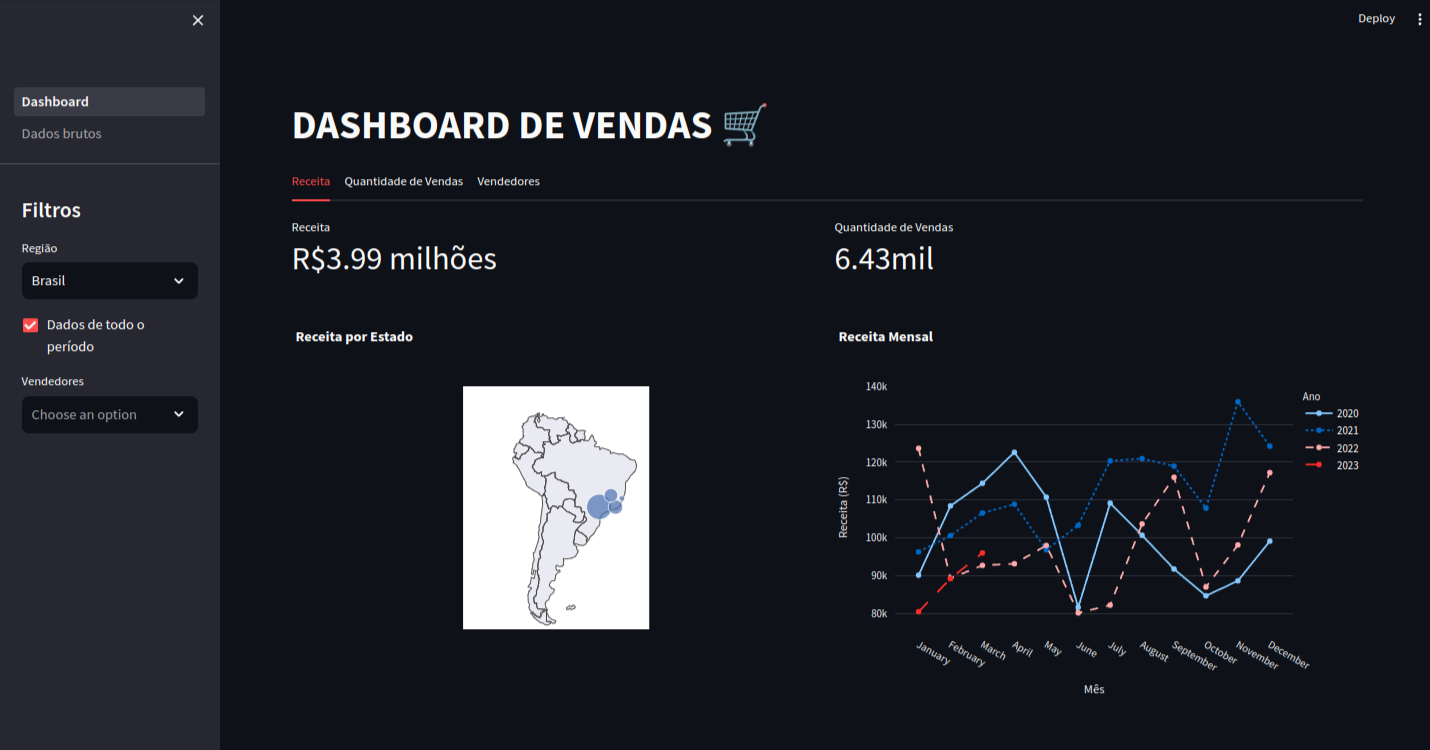 Deploy
Dashboard
Dados brutos
Filtros
Região
Brasil
Dados de todo o
período
Vendedores
Choose an option
DASHBOARD DE VENDAS
Receita Quantidade de Vendas Vendedores
Receita
R$3.99 milhões
Quantidade de Vendas
6.43mil
Receita por Estado
Receita Mensal
140k
130k
120k
110k
100k
90k
80k
Receita (R$)
January
February
March
April
May
June
July
August
September
October
November
December
Mês
Ano
2020
2021
2022
2023